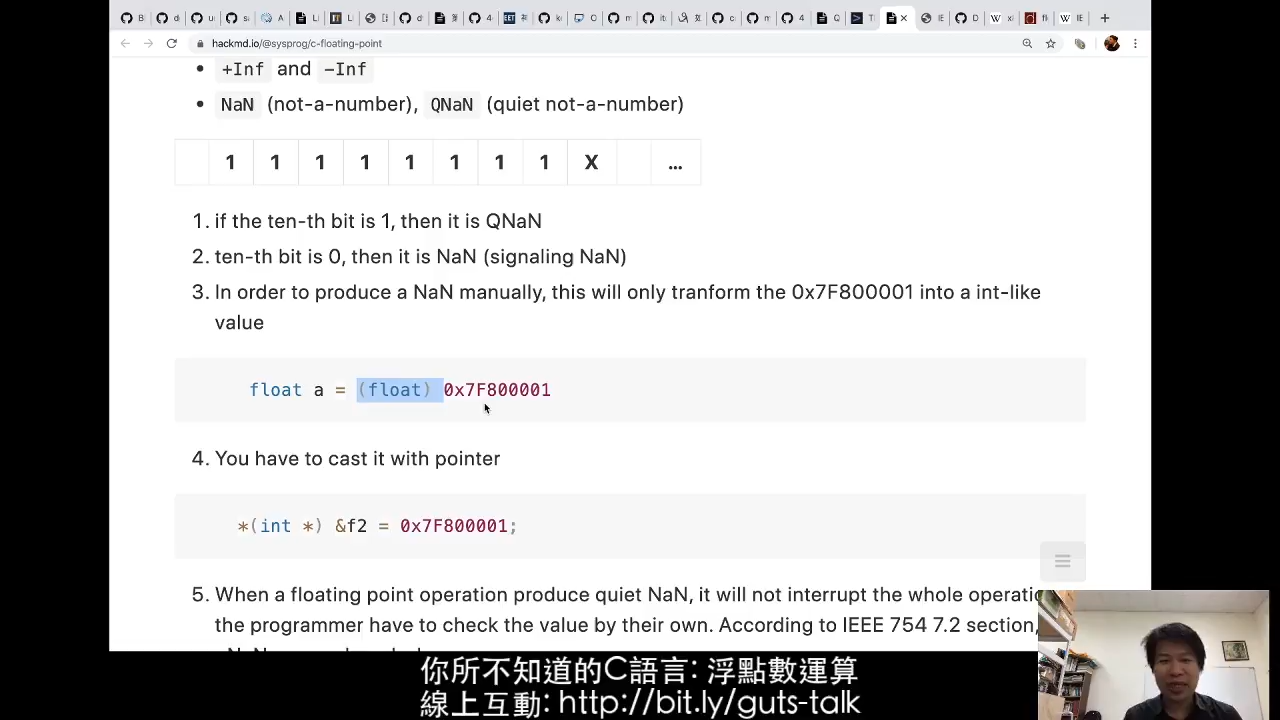 hackmd.io/@sysprog/c-floating-point
• +Inf and -Inf
• NaN (not-a-number), QNaN (quiet not-a-number)
1 1 1 1 1 1 1 1 X ...
1. if the ten-th bit is 1, then it is QNaN
2. ten-th bit is 0, then it is NaN (signaling NaN)
3. In order to produce a NaN manually, this will only tranform the 0x7F800001 into a int-like
value
float a = (float) 0x7F800001
4. You have to cast it with pointer
*(int *) &f2 = 0x7F800001;
5. When a floating point operation produce quiet NaN, it will not interrupt the whole
the programmer have to check the value by their own. According to IEEE 754 7.2 section,
你所不知道的C語言: 浮點數運算
線上互動: http://bit.ly/guts-talk